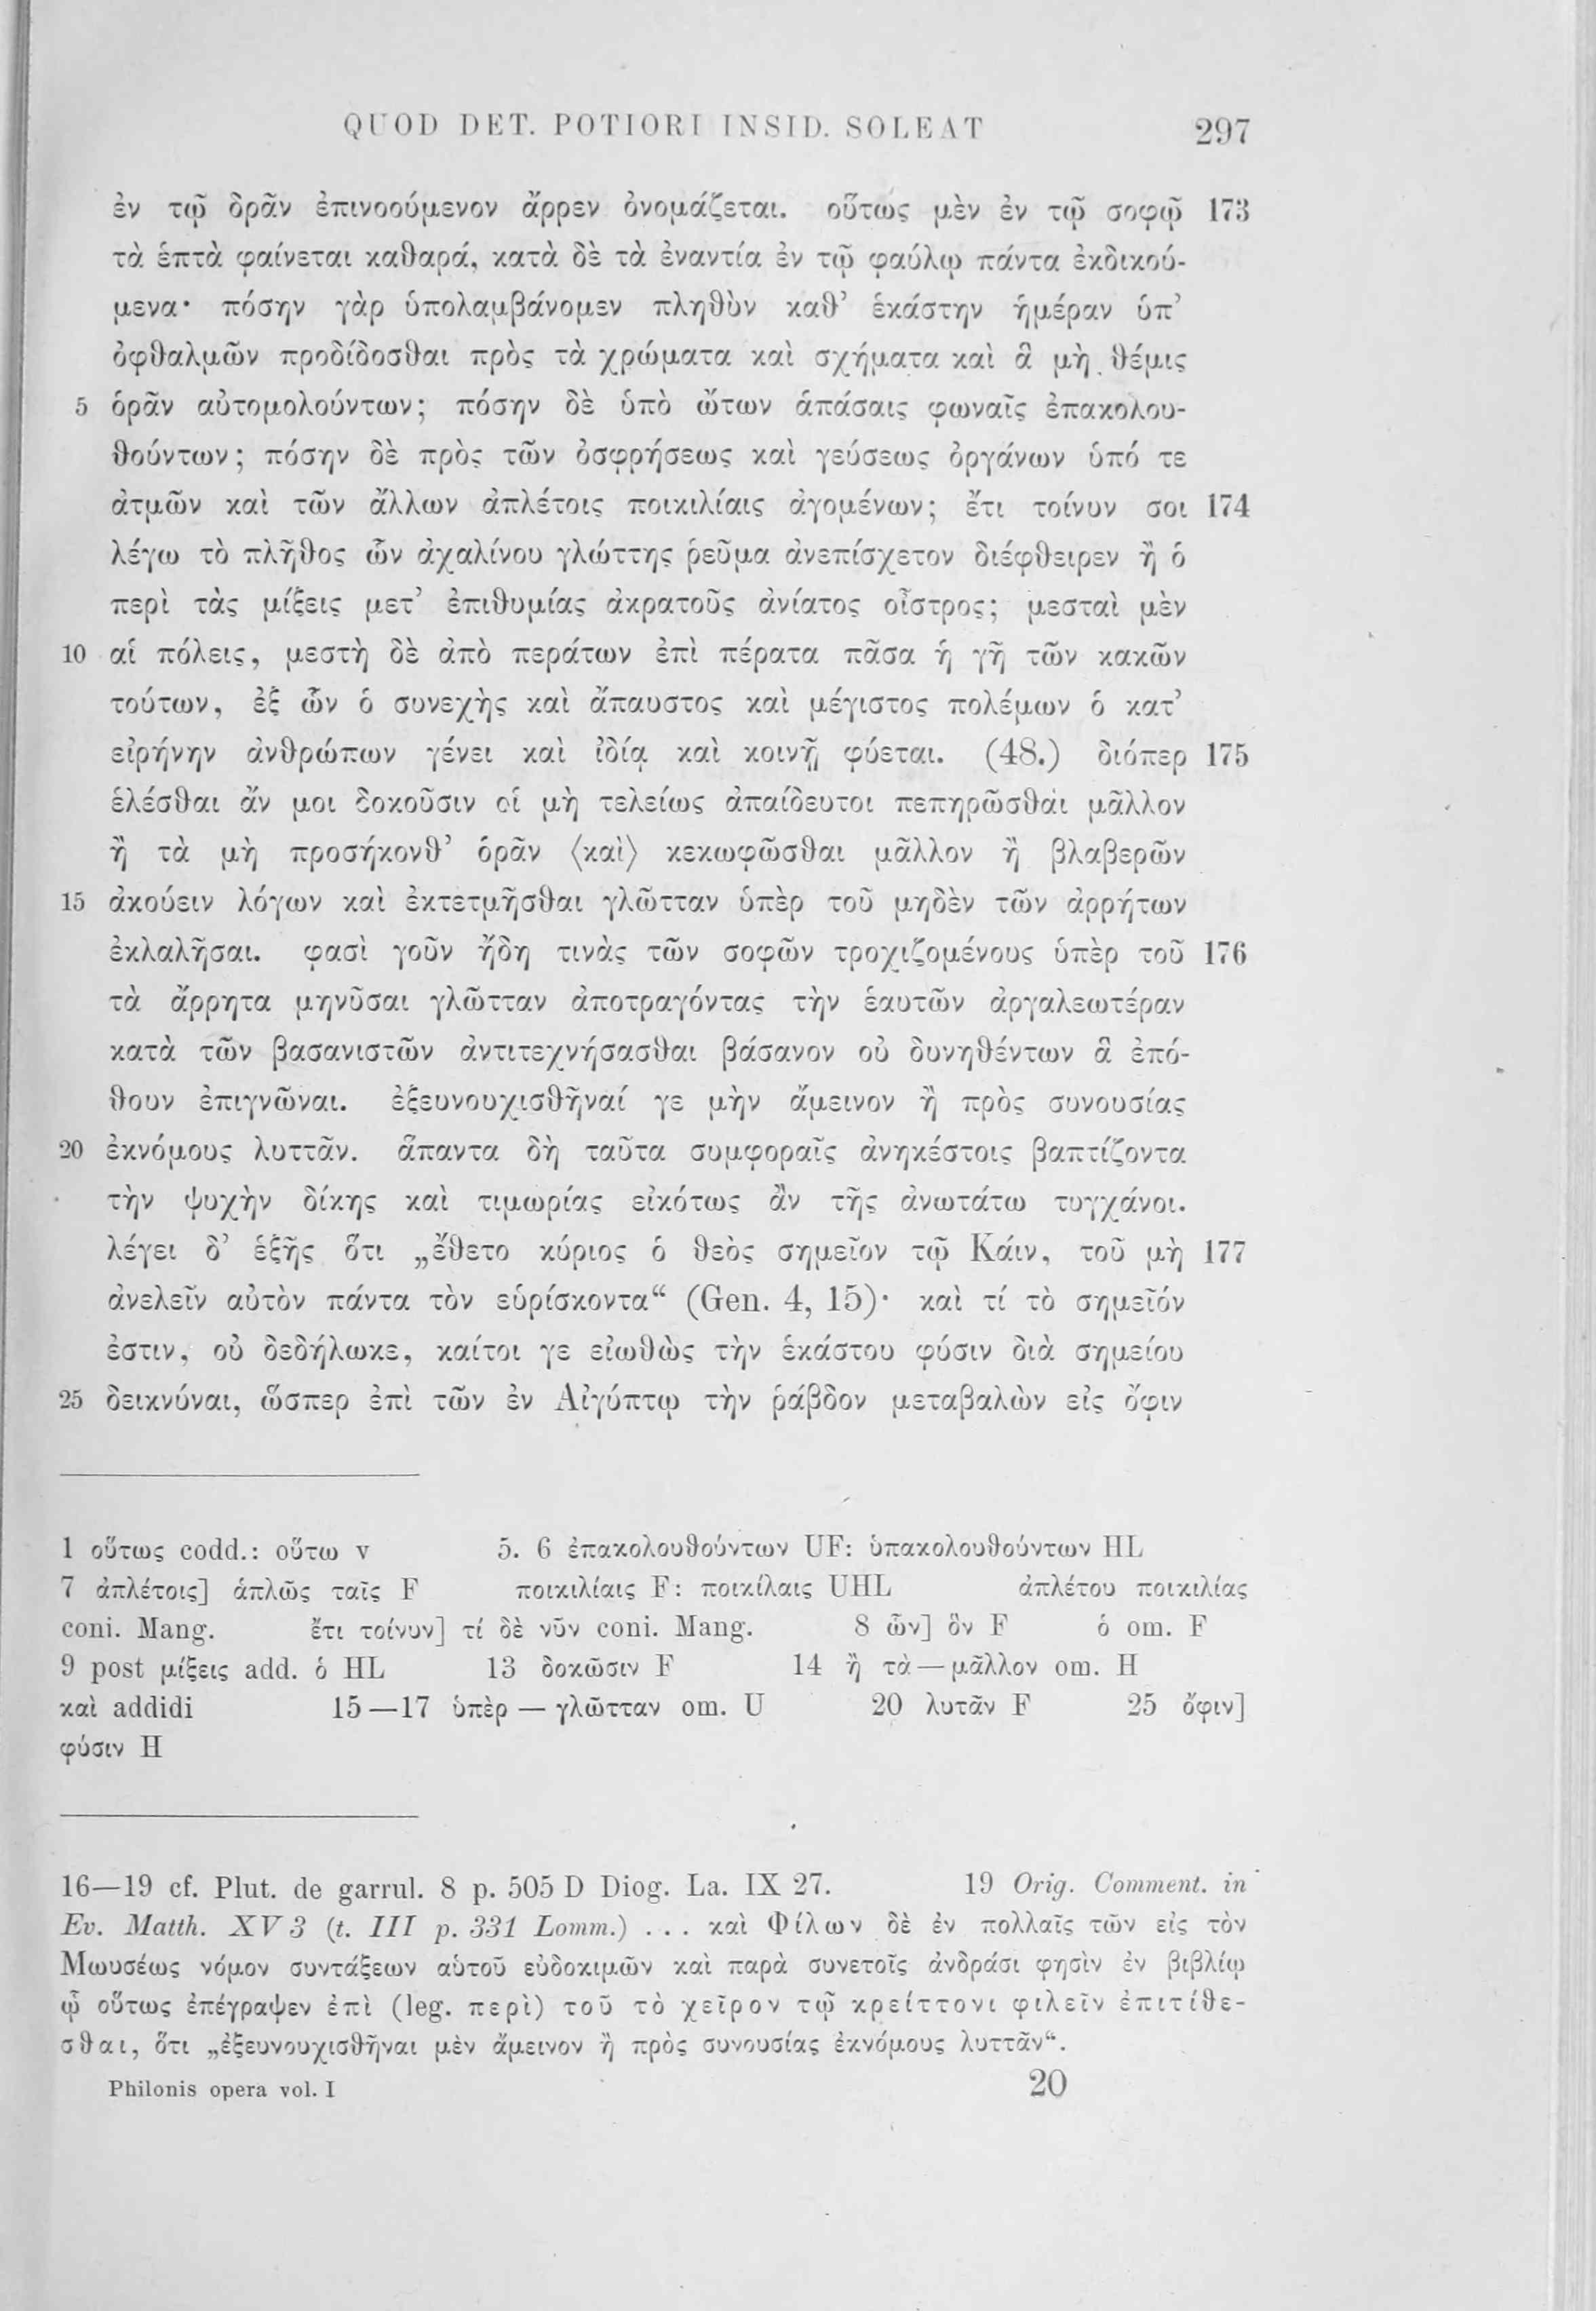 QUOD DET. POTIORI INSID. SOLEAT 297
ἐν τῷ δρᾶν ἐπινοούμενον ἄρρεν ὀνομάζεται. οὕτως μὲν ἐν τῷ σοφῷ 173
τὰ ἑπτὰ φαίνεται καθαρά, κατὰ δὲ τὰ ἐναντία ἐν τῷ φαύλῳ πάντα ἐκδικού-
μενα· πόσην γὰρ ὑπολαμβάνομεν πληθὺν καθ’ ἑκάστην ἡμέραν ὑπ’
ὀφθαλμῶν προδίδοσθαι πρὸς τὰ χρώματα καὶ σχήματα καὶ ἃ μὴ θέμις
5 ὁρᾶν αὐτομολούντων; πόσην δὲ ὑπὸ ὤτων ἁπάσαις φωναῖς ἐπακολου-
θούντων; πόσην δὲ πρὸς τῶν ὀσφρήσεως καὶ γεύσεως ὀργάνων ὑπό τε
ἀτμῶν καὶ τῶν ἄλλων ἀπλέτοις ποικιλίαις ἀγομένων; ἔτι τοίνυν σοι 174
λέγω τὸ πλῆθος ὧν ἀχαλίνου γλώττης ῥεῦμα ἀνεπίσχετον διέφθειρεν ἢ ὁ
περὶ τὰς μίξεις μετ’ ἐπιθυμίας ἀκρατοῦς ἀνίατος οἶστρος; μεσταὶ μὲν
10 αἱ πόλεις, μεστὴ δὲ ἀπὸ περάτων ἐπὶ πέρατα πᾶσα ἡ γῆ τῶν κακῶν
τούτων, ἐξ ὧν ὁ συνεχὴς καὶ ἄπαυστος καὶ μέγιστος πολέμων ὁ κατ’
εἰρήνην ἀνθρώπων γένει καὶ ἰδίᾳ καὶ κοινῇ φύεται. (48.) διόπερ 175
ἑλέσθαι ἄν μοι δοκοῦσιν οἱ μὴ τελείως ἀπαίδευτοι πεπηρῶσθαι μᾶλλον
ἢ τὰ μὴ προσήκονθ’ ὁρᾶν ⟨καὶ⟩ κεκωφῶσθαι μᾶλλον ἢ βλαβερῶν
15 ἀκούειν λόγων καὶ ἐκτετμῆσθαι γλῶτταν ὑπὲρ τοῦ μηδὲν τῶν ἀρρήτων
ἐκλαλῆσαι. φασὶ γοῦν ἤδη τινὰς τῶν σοφῶν τροχιζομένους ὑπὲρ τοῦ 176
τὰ ἄρρητα μηνῦσαι γλῶτταν ἀποτραγόντας τὴν ἑαυτῶν ἀργαλεωτέραν
κατὰ τῶν βασανιστῶν ἀντιτεχνήσασθαι βάσανον οὐ δυνηθέντων ἃ ἐπό-
θουν ἐπιγνῶναι. ἐξευνουχισθῆναί γε μὴν ἄμεινον ἢ πρὸς συνουσίας
20 ἐκνόμους λυττᾶν. ἅπαντα δὴ ταῦτα συμφοραῖς ἀνηκέστοις βαπτίζοντα
τὴν ψυχὴν δίκης καὶ τιμωρίας εἰκότως ἂν τῆς ἀνωτάτω τυγχάνοι.
λέγει δ’ ἑξῆς ὅτι „ἔθετο κύριος ὁ θεὸς σημεῖον τῷ Κάιν, τοῦ μὴ 177
ἀνελεῖν αὐτὸν πάντα τὸν εὑρίσκοντα“ (Gen. 4, 15)· καὶ τί τὸ σημεῖόν
ἐστιν, οὐ δεδήλωκε, καίτοι γε εἰωθὼς τὴν ἑκάστου φύσιν διὰ σημείου
25 δεικνύναι, ὥσπερ ἐπὶ τῶν ἐν Αἰγύπτῳ τὴν ῥάβδον μεταβαλὼν εἰς ὄφιν
1 οὕτως codd.: οὕτω v 5. 6 ἐπακολουθούντων UF: ὑπακολουθούντων HL
7 ἀπλέτοις] ἁπλῶς ταῖς F ποικιλίαις F: ποικίλαις UHL ἀπλέτου ποικιλίας
coni. Mang. ἔτι τοίνυν] τί δὲ νῦν coni. Mang. 8 ὧν] ὃν F ὁ om. F
9 post μίξεις add. ὁ HL 13 δοκῶσιν F 14 ἢ τὰ—μᾶλλον om. H
καὶ addidi 15—17 ὑπὲρ — γλῶτταν om. U 20 λυτᾶν F 25 ὄφιν]
φύσιν H
16—19 cf. Plut. de garrul. 8 p. 505 D Diog. La. IX 27. 19 Orig. Comment. in
Ev. Matth. XV 3 (t. III p. 331 Lomm.) . . . καὶ Φίλων δὲ ἐν πολλαῖς τῶν εἰς τὸν
Μωυσέως νόμον συντάξεων αὑτοῦ εὐδοκιμῶν καὶ παρὰ συνετοῖς ἀνδράσι φησὶν ἐν βιβλίῳ
ᾧ οὕτως ἐπέγραψεν ἐπὶ (leg. περὶ) τοῦ τὸ χεῖρον τῷ κρείττονι φιλεῖν ἐπιτίθε-
σθαι, ὅτι „ἐξευνουχισθῆναι μὲν ἄμεινον ἢ πρὸς συνουσίας ἐκνόμους λυττᾶν“.
Philonis opera vol. I 20